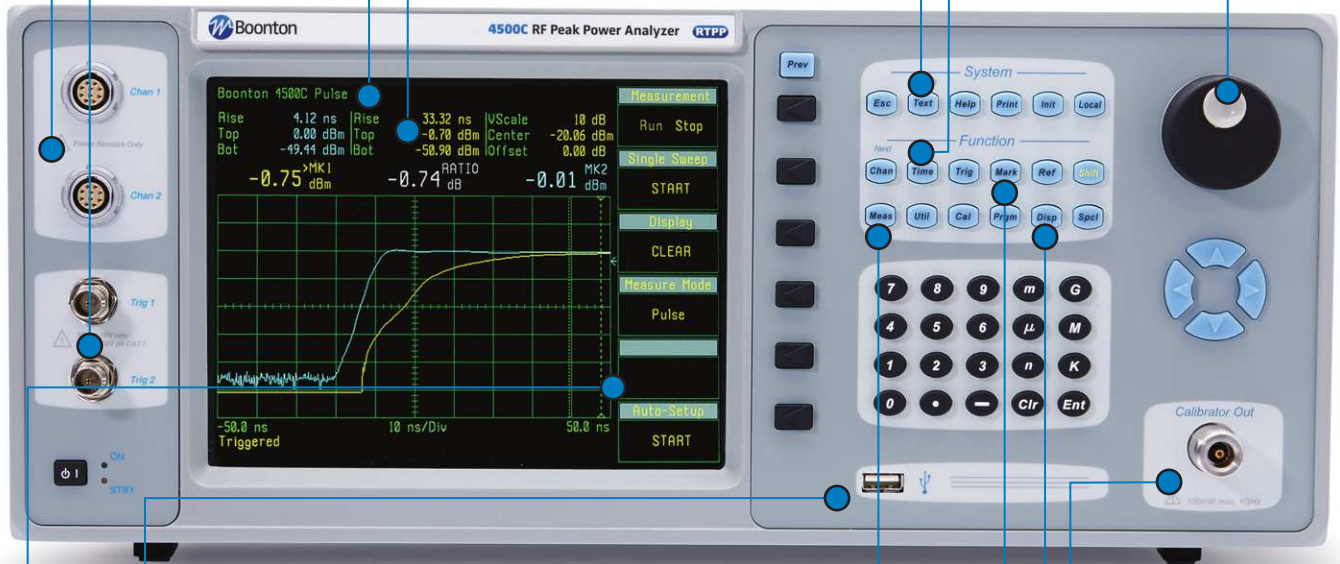 Boonton
4500C RF Peak Power Analyzer RTPP
Chan 1
Power Sensors Only
Chan 2
Trig 1
Trig 2
ON
STBY
Boonton 4500C Pulse
Rise 4.12 ns Rise 33.32 ns VScale 10 dB
Top 0.00 dBm Top -0.70 dBm Center -20.06 dBm
Bot -49.44 dBm Bot -50.90 dBm Offset 0.00 dB
>MK1 RATIO MK2
-0.75 dBm -0.74 dB -0.01 dBm
-50.0 ns 10 ns/Div 50.0 ns
Triggered
Measurement
Run Stop
Single Sweep
START
Display
CLEAR
Measure Mode
Pulse
Auto-Setup
START
Prev
System
Esc Text Help Print Init Local
Function
Next
Chan Time Trig Mark Ref Shift
Meas Util Cal Prgm Disp Spcl
7 8 9 m G
4 5 6 μ M
1 2 3 n K
0 • − Clr Ent
Calibrator Out
100mW max, 1GHz